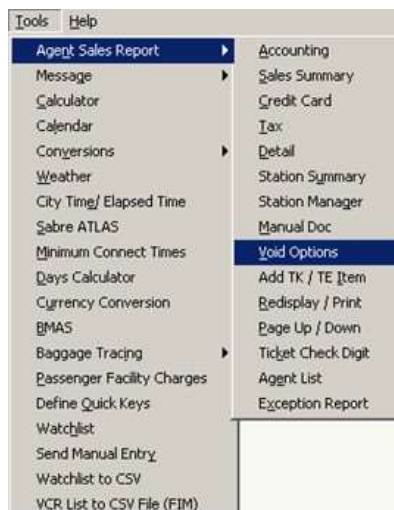 Tools Help
Agent Sales Report
Message
Calculator
Calendar
Conversions
Weather
City Time/ Elapsed Time
Sabre ATLAS
Minimum Connect Times
Days Calculator
Currency Conversion
BMAS
Baggage Tracing
Passenger Facility Charges
Define Quick Keys
Watchlist
Send Manual Entry
Watchlist to CSV
VCR List to CSV File (FIM)
Accounting
Sales Summary
Credit Card
Tax
Detail
Station Summary
Station Manager
Manual Doc
Void Options
Add TK / TE Item
Redisplay / Print
Page Up / Down
Ticket Check Digit
Agent List
Exception Report